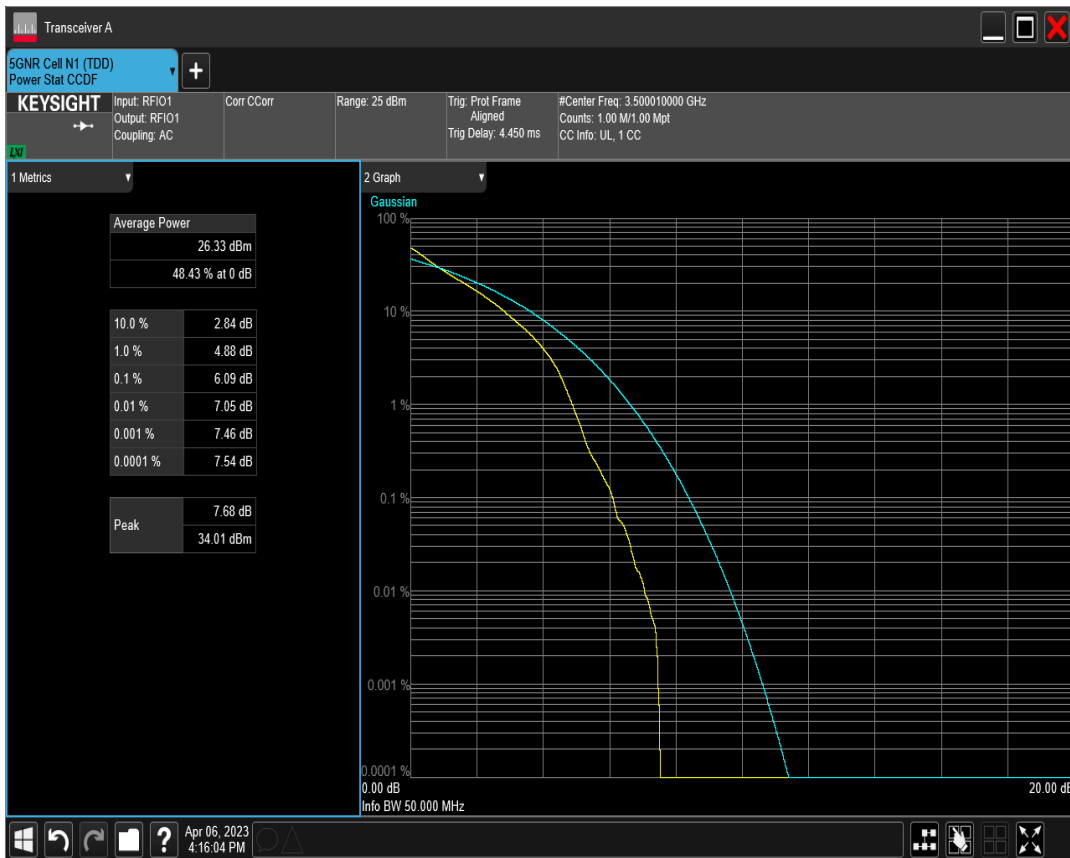 Transceiver A
5GNR Cell N1 (TDD)
Power Stat CCDF
KEYSIGHT
LXI
Input: RFIO1
Output: RFIO1
Coupling: AC
Corr CCorr
Range: 25 dBm
Trig: Prot Frame
Aligned
Trig Delay: 4.450 ms
#Center Freq: 3.500010000 GHz
Counts: 1.00 M/1.00 Mpt
CC Info: UL, 1 CC
1 Metrics
Average Power
26.33 dBm
48.43 % at 0 dB
10.0 % 2.84 dB
1.0 % 4.88 dB
0.1 % 6.09 dB
0.01 % 7.05 dB
0.001 % 7.46 dB
0.0001 % 7.54 dB
Peak
7.68 dB
34.01 dBm
2 Graph
Gaussian
100 %
10 %
1 %
0.1 %
0.01 %
0.001 %
0.0001 %
0.00 dB 20.00 dB
Info BW 50.000 MHz
?
Apr 06, 2023
4:16:04 PM